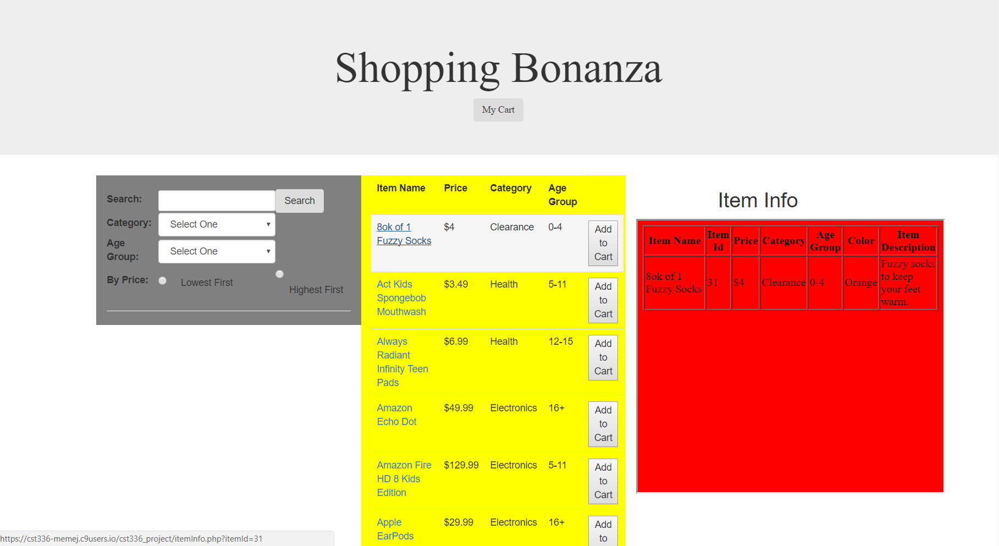 Shopping Bonanza
My Cart
Search:
Search
Category:
Select One
Age
Group:
Select One
By Price:
Lowest First
Highest First
Item Name Price Category Age
Group
8ok of 1
Fuzzy Socks
$4 Clearance 0-4
Add
to
Cart
Act Kids
Spongebob
Mouthwash
$3.49 Health 5-11
Add
to
Cart
Always
Radiant
Infinity Teen
Pads
$6.99 Health 12-15
Add
to
Cart
Amazon
Echo Dot
$49.99 Electronics 16+
Add
to
Cart
Amazon Fire
HD 8 Kids
Edition
$129.99 Electronics 5-11
Add
to
Cart
Apple
EarPods
$29.99 Electronics 16+
Add
to
Item Info
Item Name
Item
Id
Price
Category
Age
Group
Color
Item
Description
8ok of 1
Fuzzy Socks
31
$4
Clearance
0-4
Orange
Fuzzy socks
to keep
your feet
warm.
https://cst336-memej.c9users.io/cst336_project/itemInfo.php?itemId=31